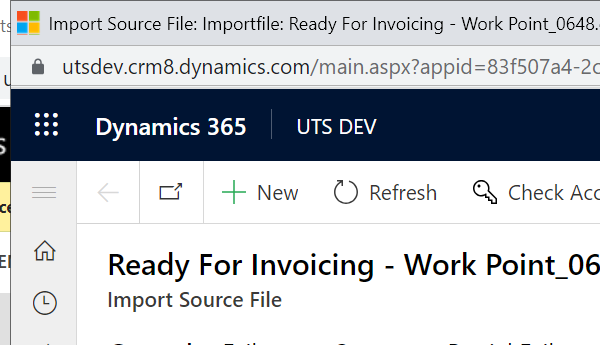 Import Source File: Importfile: Ready For Invoicing - Work Point_0648.
utsdev.crm8.dynamics.com/main.aspx?appid=83f507a4-2c
Dynamics 365 UTS DEV
New Refresh Check Acc
Ready For Invoicing - Work Point_06
Import Source File